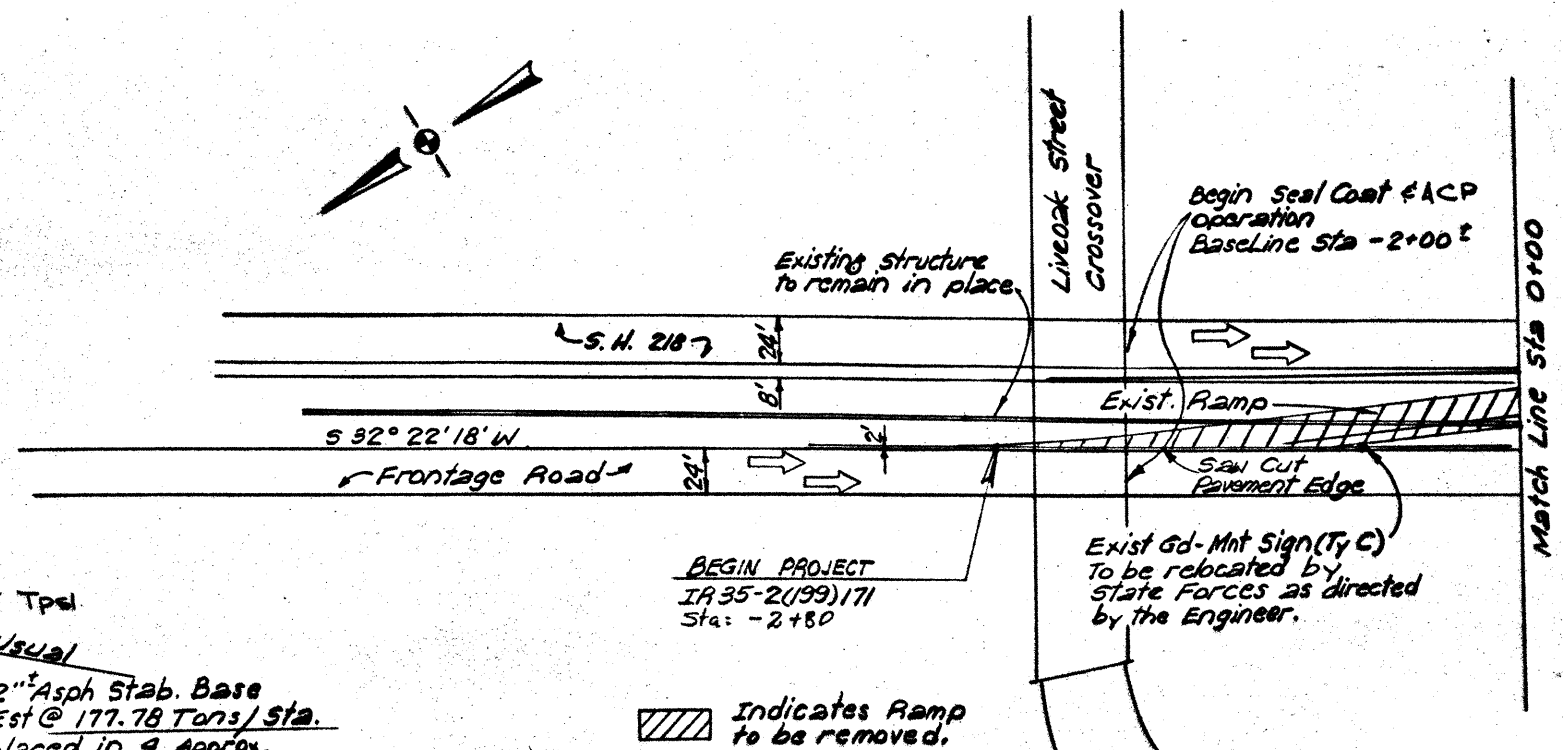 Liveoak Street
Crossover
Begin Seal Coat & ACP
operation
BaseLine Sta -2+00 ±
Existing Structure
to remain in place
Match Line Sta 0+00
S.H. 218
24'
8'
Exist. Ramp
S 32° 22' 18' W
2'
Frontage Road
24'
Saw Cut
Pavement Edge
Exist Gd-Mnt Sign (Ty C)
To be relocated by
State Forces as directed
by the Engineer.
BEGIN PROJECT
IR 35-2(199)171
Sta: -2+80
Tpsl
Usual
2"± Asph Stab. Base
Est @ 177.78 Tons/Sta.
Indicates Ramp
to be removed.